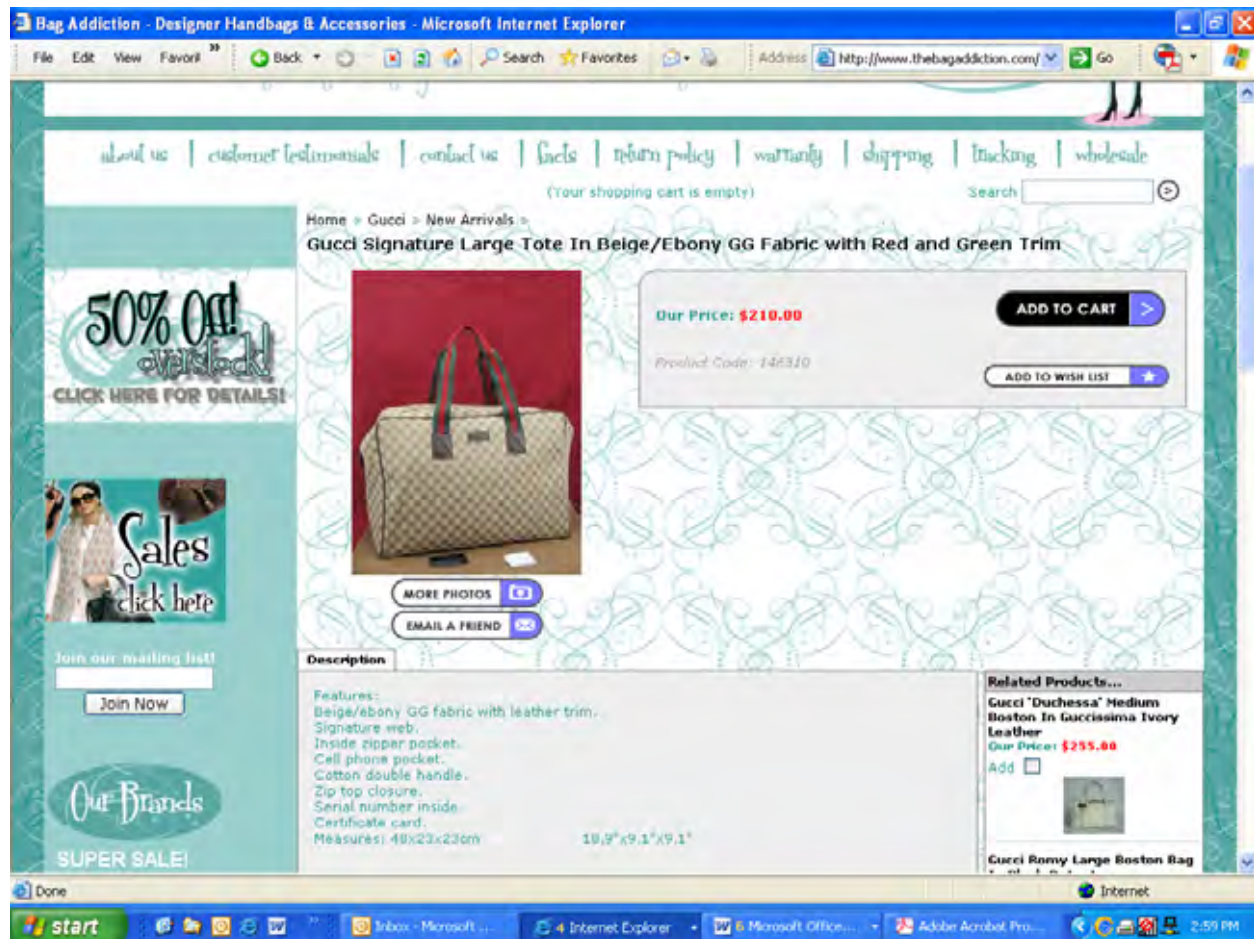 Bag Addiction - Designer Handbags & Accessories - Microsoft Internet Explorer
File Edit View Favori » Back Search Favorites Address http://www.thebagaddiction.com/ Go
about us | customer testimonials | contact us | facts | return policy | warranty | shipping | tracking | wholesale
(Your shopping cart is empty) Search
Home > Gucci > New Arrivals >
Gucci Signature Large Tote In Beige/Ebony GG Fabric with Red and Green Trim
50% Off!
overstock!
CLICK HERE FOR DETAILS!
Our Price: $210.00
ADD TO CART >
Product Code: 146310
ADD TO WISH LIST
Sales
click here
MORE PHOTOS
EMAIL A FRIEND
Join our mailing list!
Join Now
Our Brands
SUPER SALE!
Description
Features:
Beige/ebony GG fabric with leather trim.
Signature web.
Inside zipper pocket.
Cell phone pocket.
Cotton double handle.
Zip top closure.
Serial number inside.
Certificate card.
Measures: 48x23x23cm 18.9"x9.1"x9.1"
Related Products...
Gucci 'Duchessa' Medium
Boston In Guccissima Ivory
Leather
Our Price: $255.00
Add
Gucci Romy Large Boston Bag
Done Internet
start » Inbox - Microsoft ... 4 Internet Explorer 6 Microsoft Office... Adobe Acrobat Pro... 2:59 PM